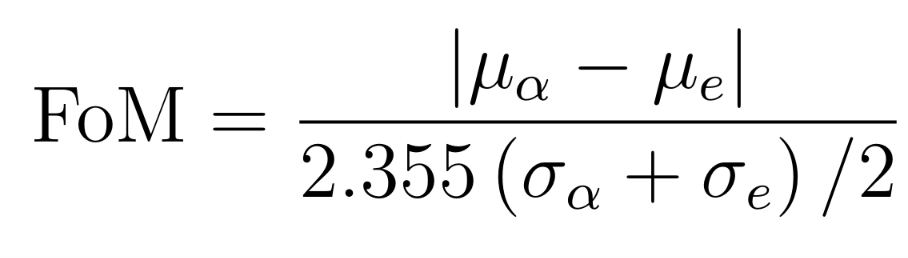 FoM = |μ_α − μ_e| / 2.355 (σ_α + σ_e) /2